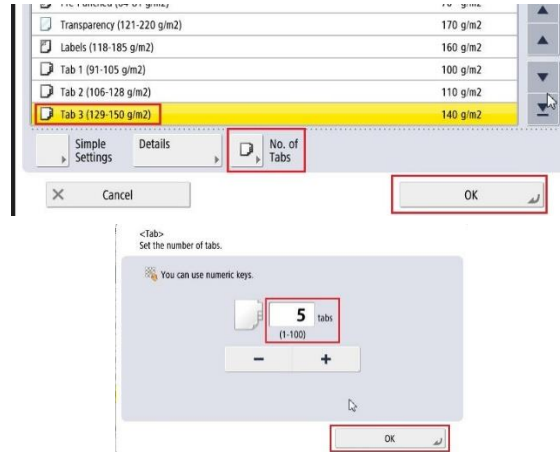 Transparency (121-220 g/m2) 170 g/m2
Labels (118-185 g/m2) 160 g/m2
Tab 1 (91-105 g/m2) 100 g/m2
Tab 2 (106-128 g/m2) 110 g/m2
Tab 3 (129-150 g/m2) 140 g/m2
Simple Settings
Details
No. of Tabs
Cancel
OK
<Tab>
Set the number of tabs.
You can use numeric keys.
5 tabs
(1-100)
− +
OK